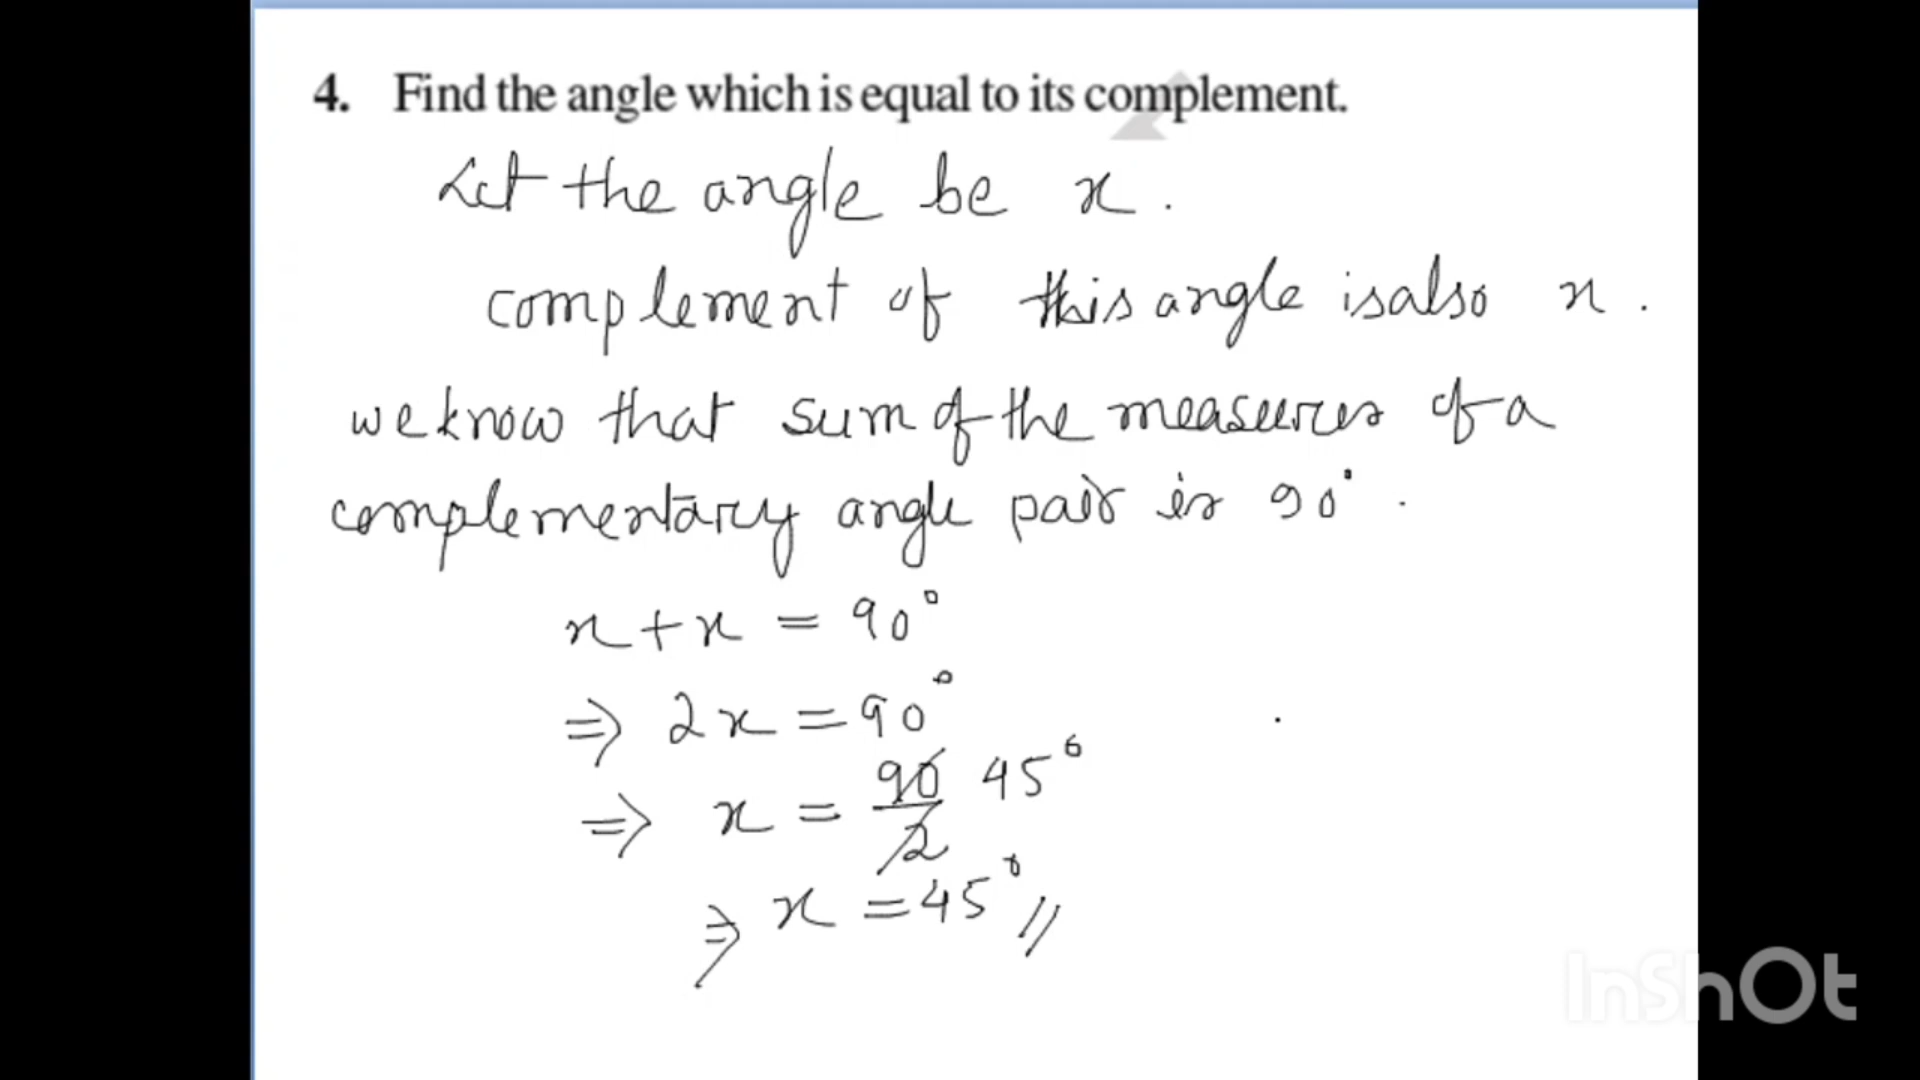 4. Find the angle which is equal to its complement.
Let the angle be x.
complement of this angle is also x.
we know that sum of the measures of a
complementary angle pair is 90°.
x + x = 90°
⇒ 2x = 90°
⇒ x = 90/2 45°
⇒ x = 45° //
InShOt